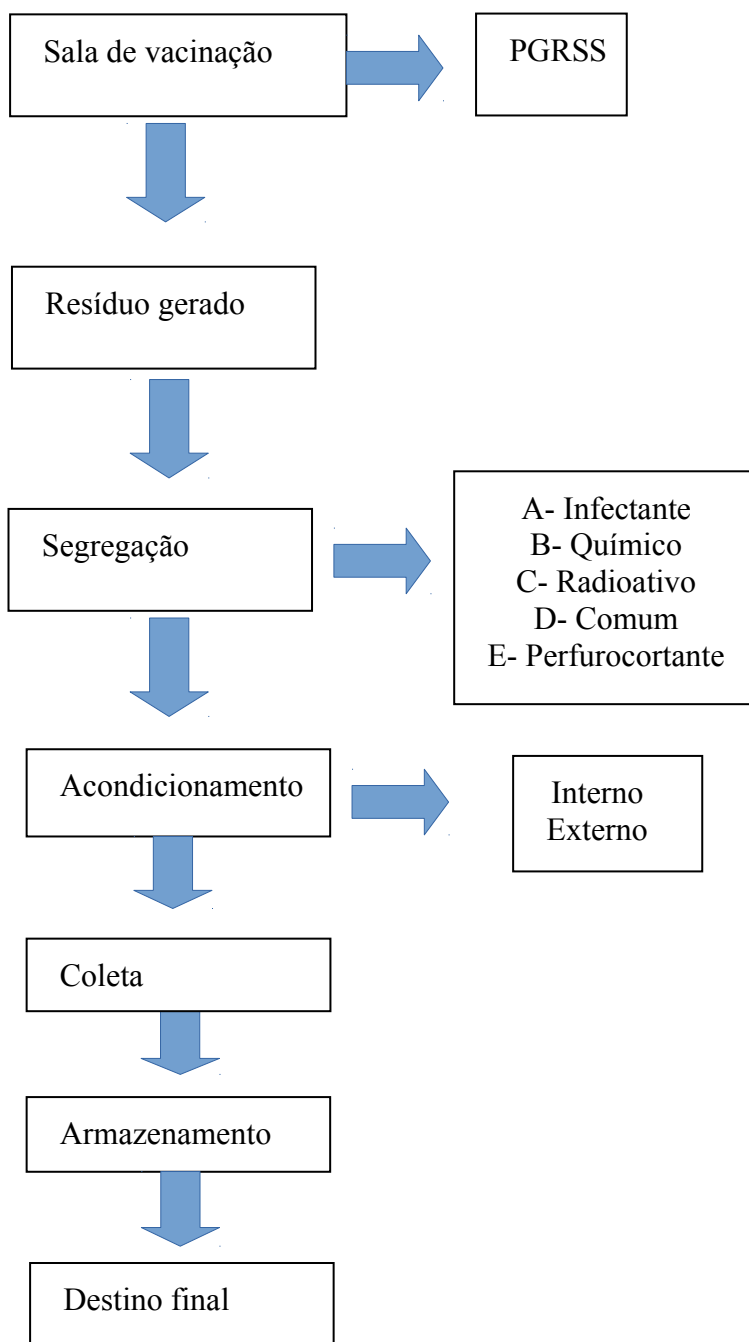 Sala de vacinação
PGRSS
Resíduo gerado
Segregação
A- Infectante
B- Químico
C- Radioativo
D- Comum
E- Perfurocortante
Acondicionamento
Interno
Externo
Coleta
Armazenamento
Destino final